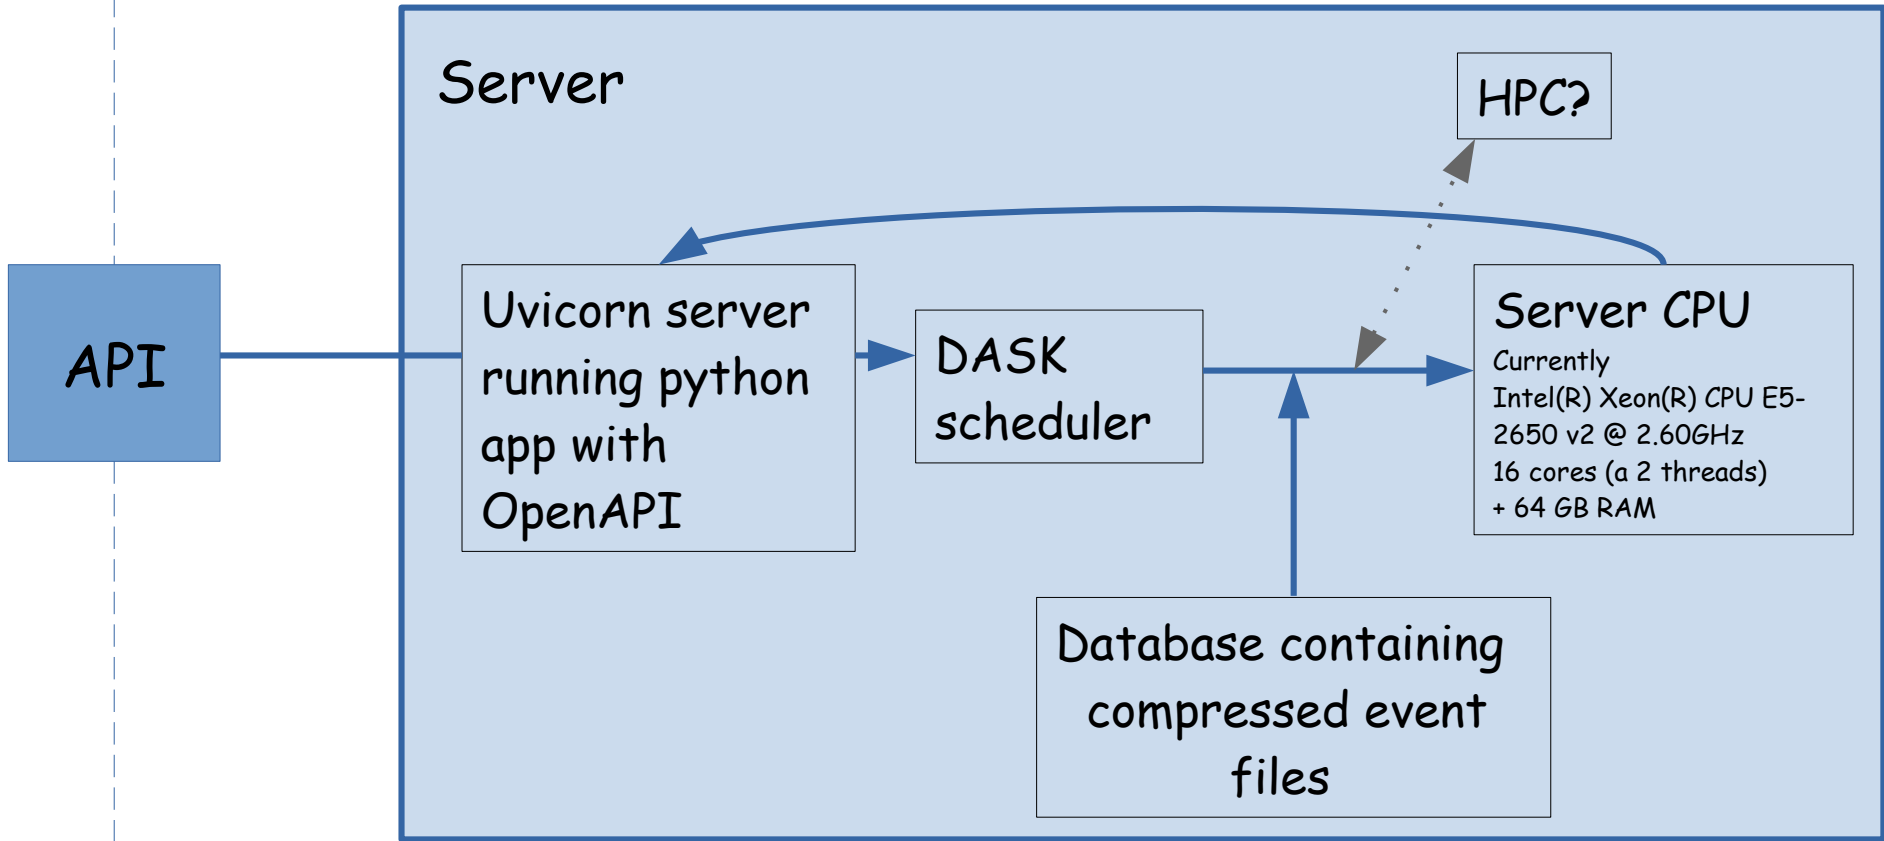 Server
HPC?
API
Uvicorn server
running python
app with
OpenAPI
DASK
scheduler
Server CPU
Currently
Intel(R) Xeon(R) CPU E5-
2650 v2 @ 2.60GHz
16 cores (a 2 threads)
+ 64 GB RAM
Database containing
compressed event
files